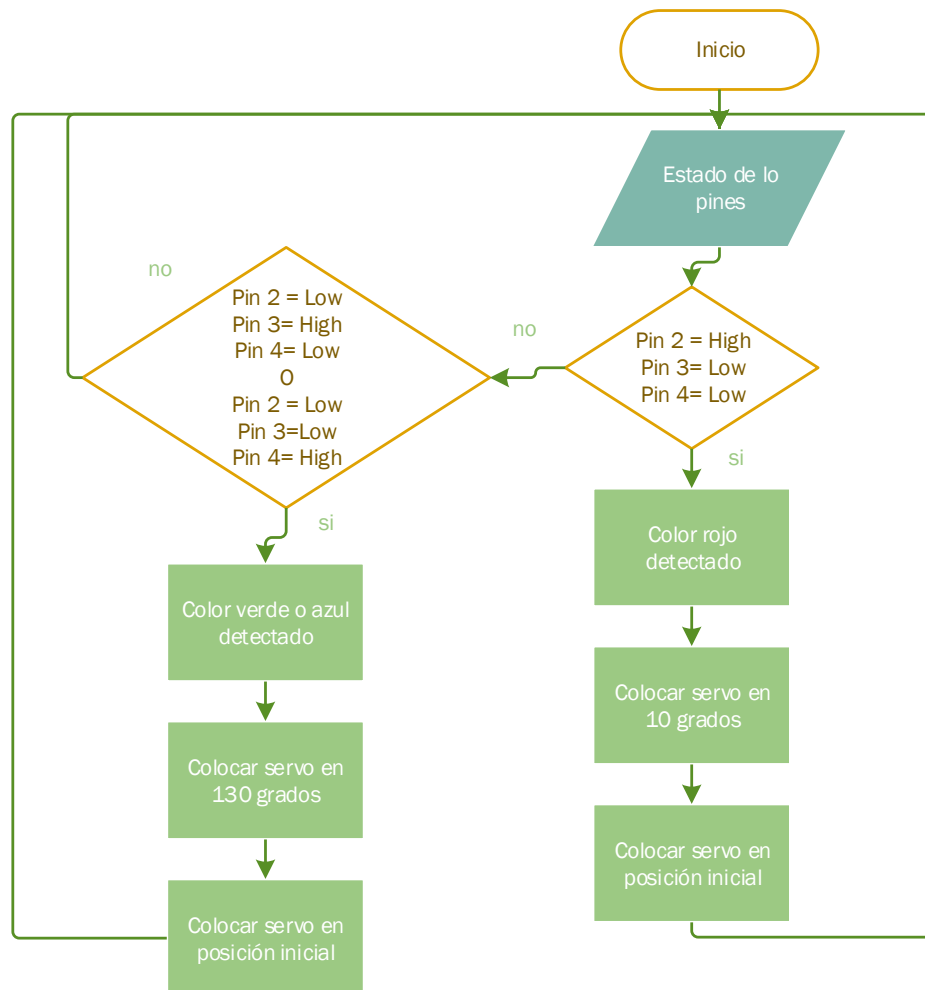 Inicio
Estado de lo
pines
no
Pin 2 = Low
Pin 3= High
Pin 4= Low
O
Pin 2 = Low
Pin 3=Low
Pin 4= High
no
Pin 2 = High
Pin 3= Low
Pin 4= Low
si
si
Color rojo
detectado
Color verde o azul
detectado
Colocar servo en
10 grados
Colocar servo en
130 grados
Colocar servo en
posición inicial
Colocar servo en
posición inicial